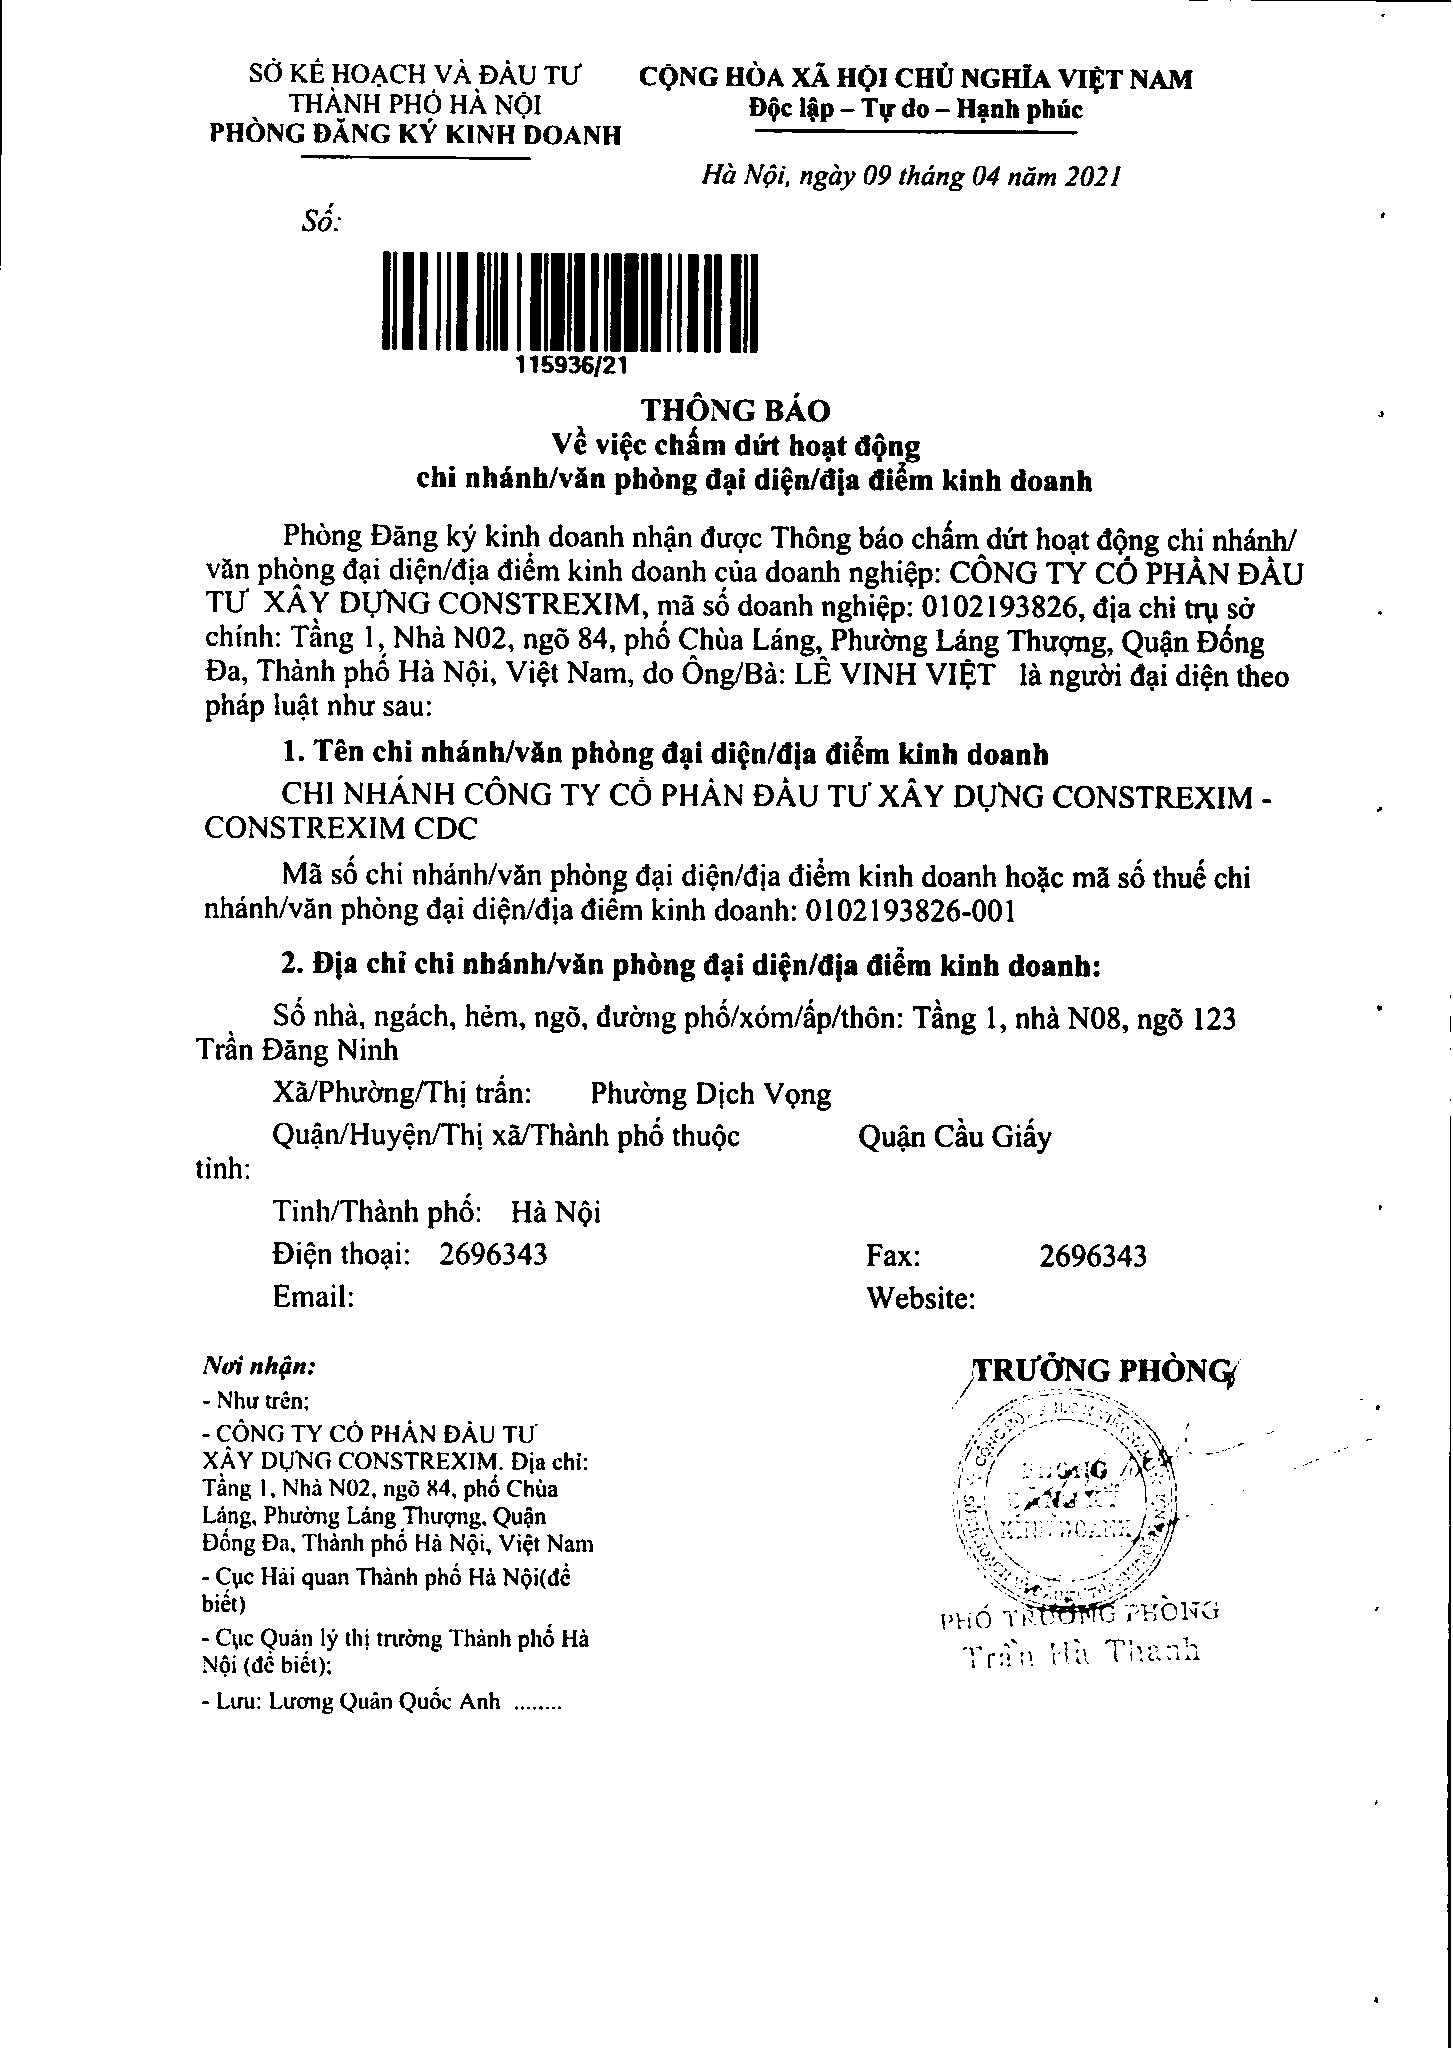 SỞ KẾ HOẠCH VÀ ĐẦU TƯ
THÀNH PHỐ HÀ NỘI
PHÒNG ĐĂNG KÝ KINH DOANH
CỘNG HÒA XÃ HỘI CHỦ NGHĨA VIỆT NAM
Độc lập – Tự do – Hạnh phúc
Hà Nội, ngày 09 tháng 04 năm 2021
Số:
115936/21
THÔNG BÁO
Về việc chấm dứt hoạt động
chi nhánh/văn phòng đại diện/địa điểm kinh doanh
Phòng Đăng ký kinh doanh nhận được Thông báo chấm dứt hoạt động chi nhánh/
văn phòng đại diện/địa điểm kinh doanh của doanh nghiệp: CÔNG TY CỔ PHẦN ĐẦU
TƯ XÂY DỰNG CONSTREXIM, mã số doanh nghiệp: 0102193826, địa chỉ trụ sở
chính: Tầng 1, Nhà N02, ngõ 84, phố Chùa Láng, Phường Láng Thượng, Quận Đống
Đa, Thành phố Hà Nội, Việt Nam, do Ông/Bà: LÊ VINH VIỆT là người đại diện theo
pháp luật như sau:
1. Tên chi nhánh/văn phòng đại diện/địa điểm kinh doanh
CHI NHÁNH CÔNG TY CỔ PHẦN ĐẦU TƯ XÂY DỰNG CONSTREXIM -
CONSTREXIM CDC
Mã số chi nhánh/văn phòng đại diện/địa điểm kinh doanh hoặc mã số thuế chi
nhánh/văn phòng đại diện/địa điểm kinh doanh: 0102193826-001
2. Địa chỉ chi nhánh/văn phòng đại diện/địa điểm kinh doanh:
Số nhà, ngách, hẻm, ngõ, đường phố/xóm/ấp/thôn: Tầng 1, nhà N08, ngõ 123
Trần Đăng Ninh
Xã/Phường/Thị trấn: Phường Dịch Vọng
Quận/Huyện/Thị xã/Thành phố thuộc Quận Cầu Giấy
tỉnh:
Tỉnh/Thành phố: Hà Nội
Điện thoại: 2696343 Fax: 2696343
Email: Website:
Nơi nhận:
- Như trên;
- CÔNG TY CỔ PHẦN ĐẦU TƯ
XÂY DỰNG CONSTREXIM. Địa chỉ:
Tầng 1, Nhà N02, ngõ 84, phố Chùa
Láng, Phường Láng Thượng, Quận
Đống Đa, Thành phố Hà Nội, Việt Nam
- Cục Hải quan Thành phố Hà Nội(để
biết)
- Cục Quản lý thị trường Thành phố Hà
Nội (để biết);
- Lưu: Lương Quân Quốc Anh ........
TRƯỞNG PHÒNG
PHÒNG
ĐĂNG KÝ
KINH DOANH
PHÓ TRƯỞNG PHÒNG
Trần Hà Thanh